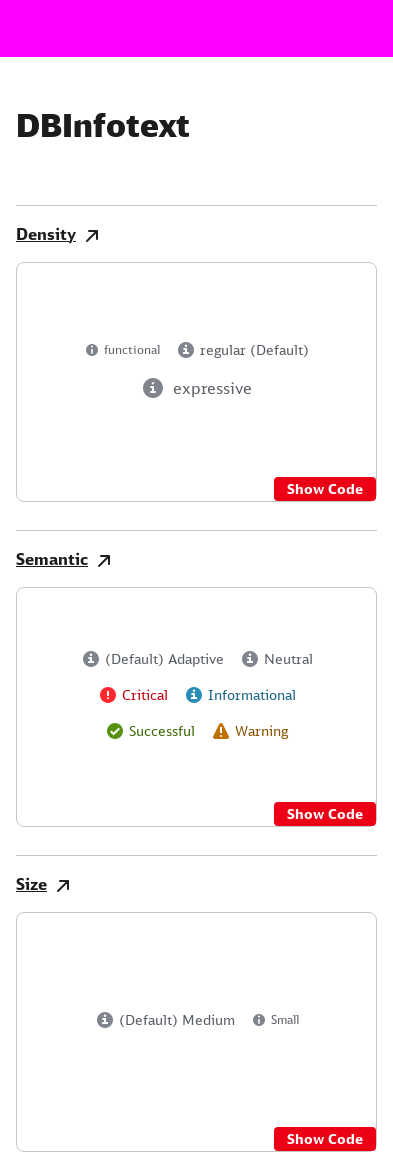 DBInfotext
Density
functional regular (Default)
expressive
Show Code
Semantic
(Default) Adaptive Neutral
Critical Informational
Successful Warning
Show Code
Size
(Default) Medium Small
Show Code